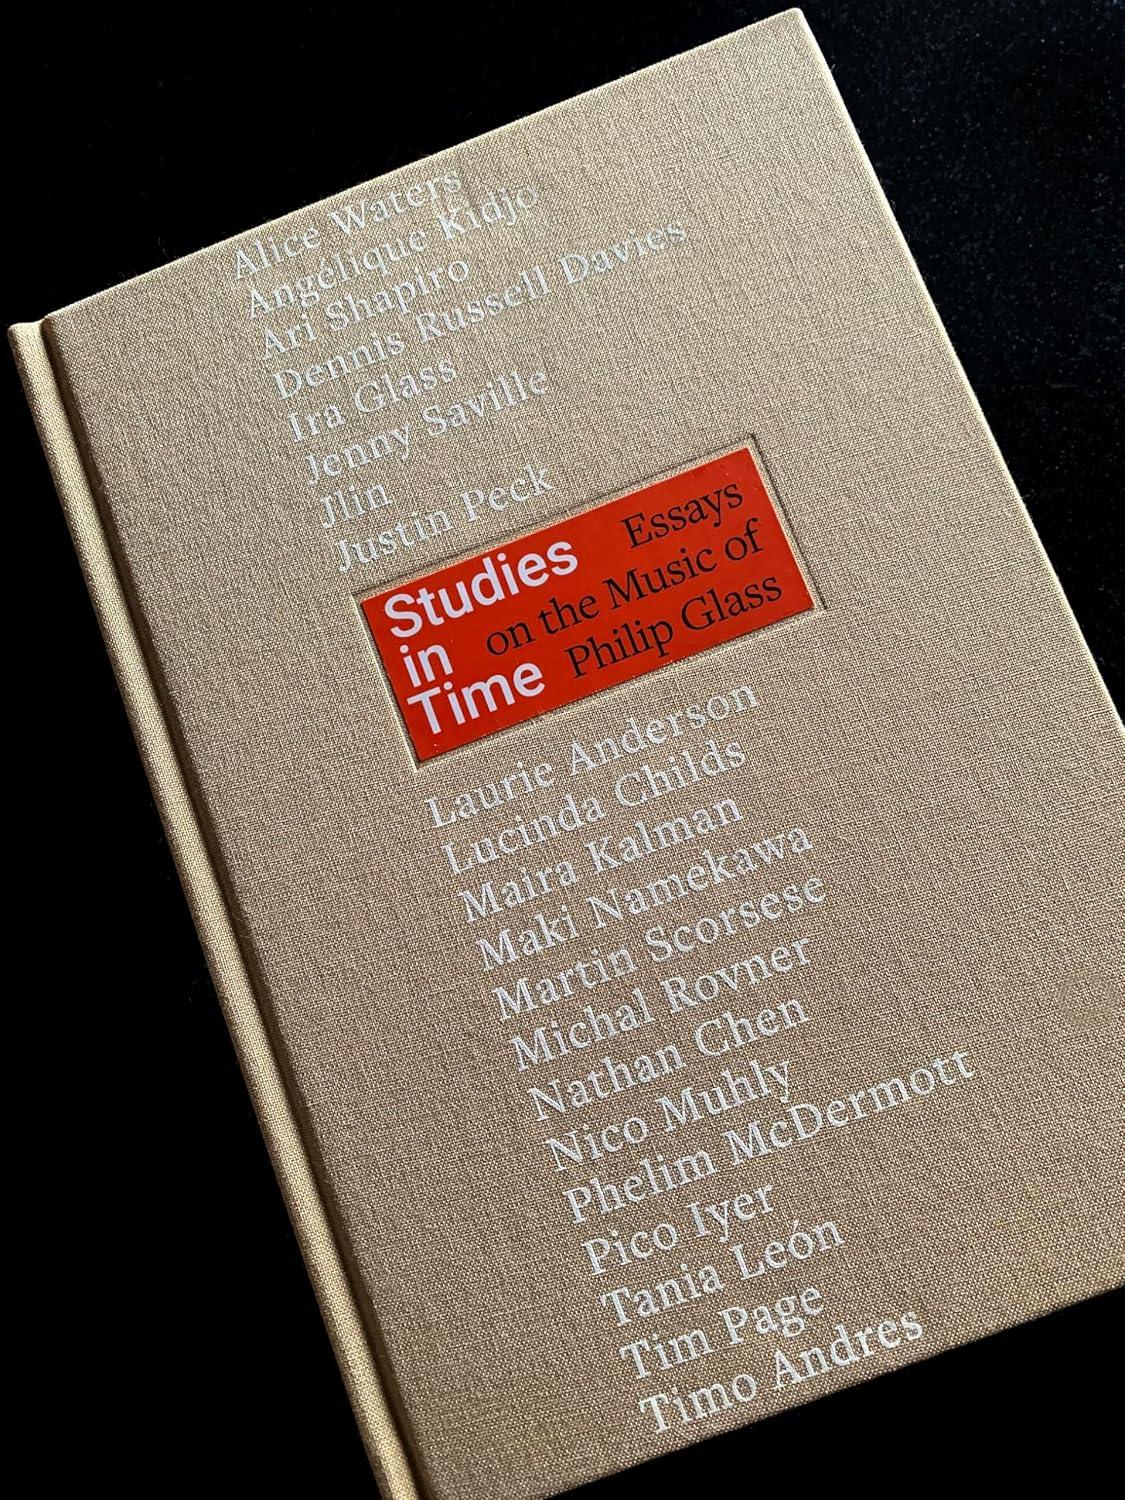 Alice Waters
Angélique Kidjo
Ari Shapiro
Dennis Russell Davies
Ira Glass
Jenny Saville
Jlin
Justin Peck
Studies
in
Time
Essays
on the Music of
Philip Glass
Laurie Anderson
Lucinda Childs
Maira Kalman
Maki Namekawa
Martin Scorsese
Michal Rovner
Nathan Chen
Nico Muhly
Phelim McDermott
Pico Iyer
Tania León
Tim Page
Timo Andres